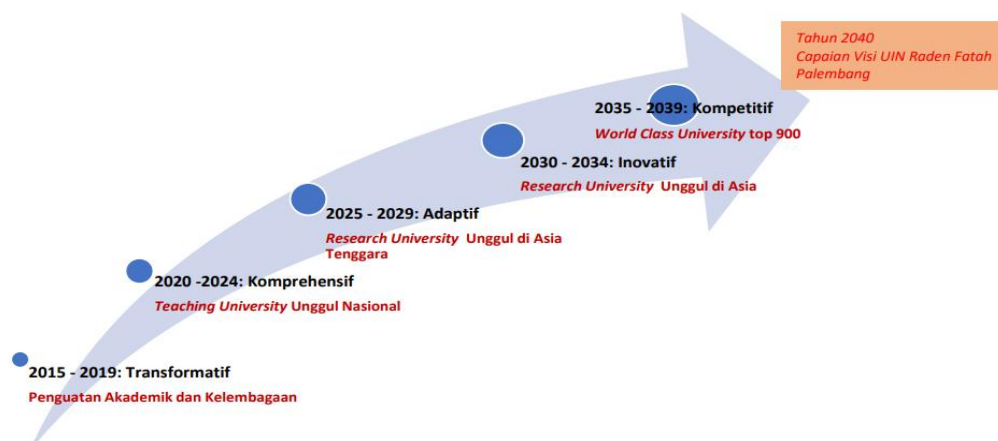 Tahun 2040
Capaian Visi UIN Raden Fatah
Palembang
2035 - 2039: Kompetitif
World Class University top 900
2030 - 2034: Inovatif
Research University Unggul di Asia
2025 - 2029: Adaptif
Research University Unggul di Asia
Tenggara
2020 -2024: Komprehensif
Teaching University Unggul Nasional
2015 - 2019: Transformatif
Penguatan Akademik dan Kelembagaan